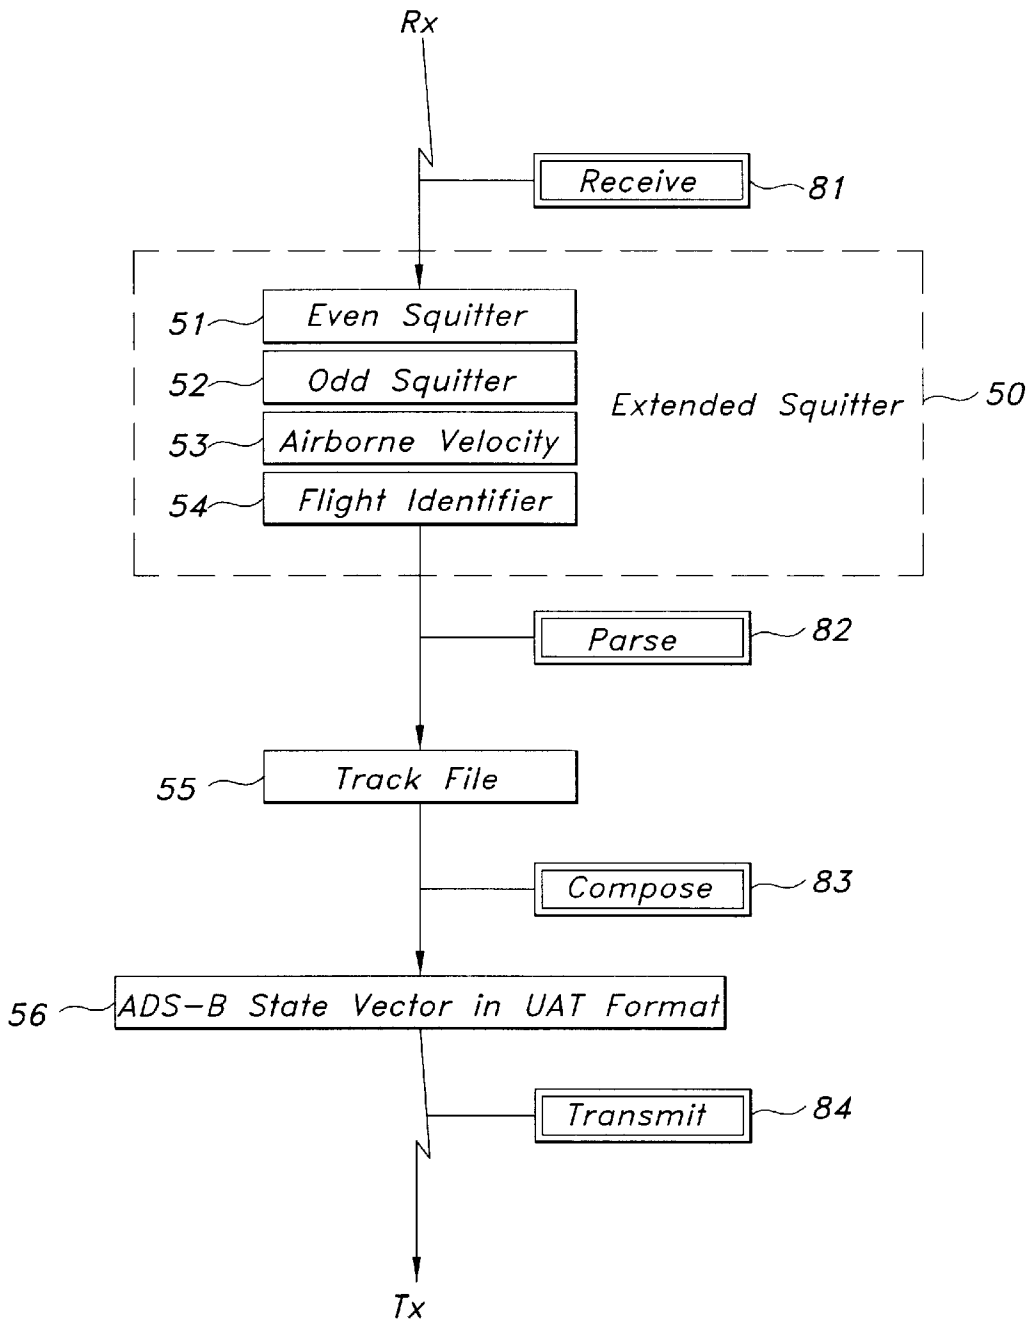 Rx
Receive
81
51
Even Squitter
52
Odd Squitter
Extended Squitter
50
53
Airborne Velocity
54
Flight Identifier
Parse
82
55
Track File
Compose
83
56
ADS-B State Vector in UAT Format
Transmit
84
Tx